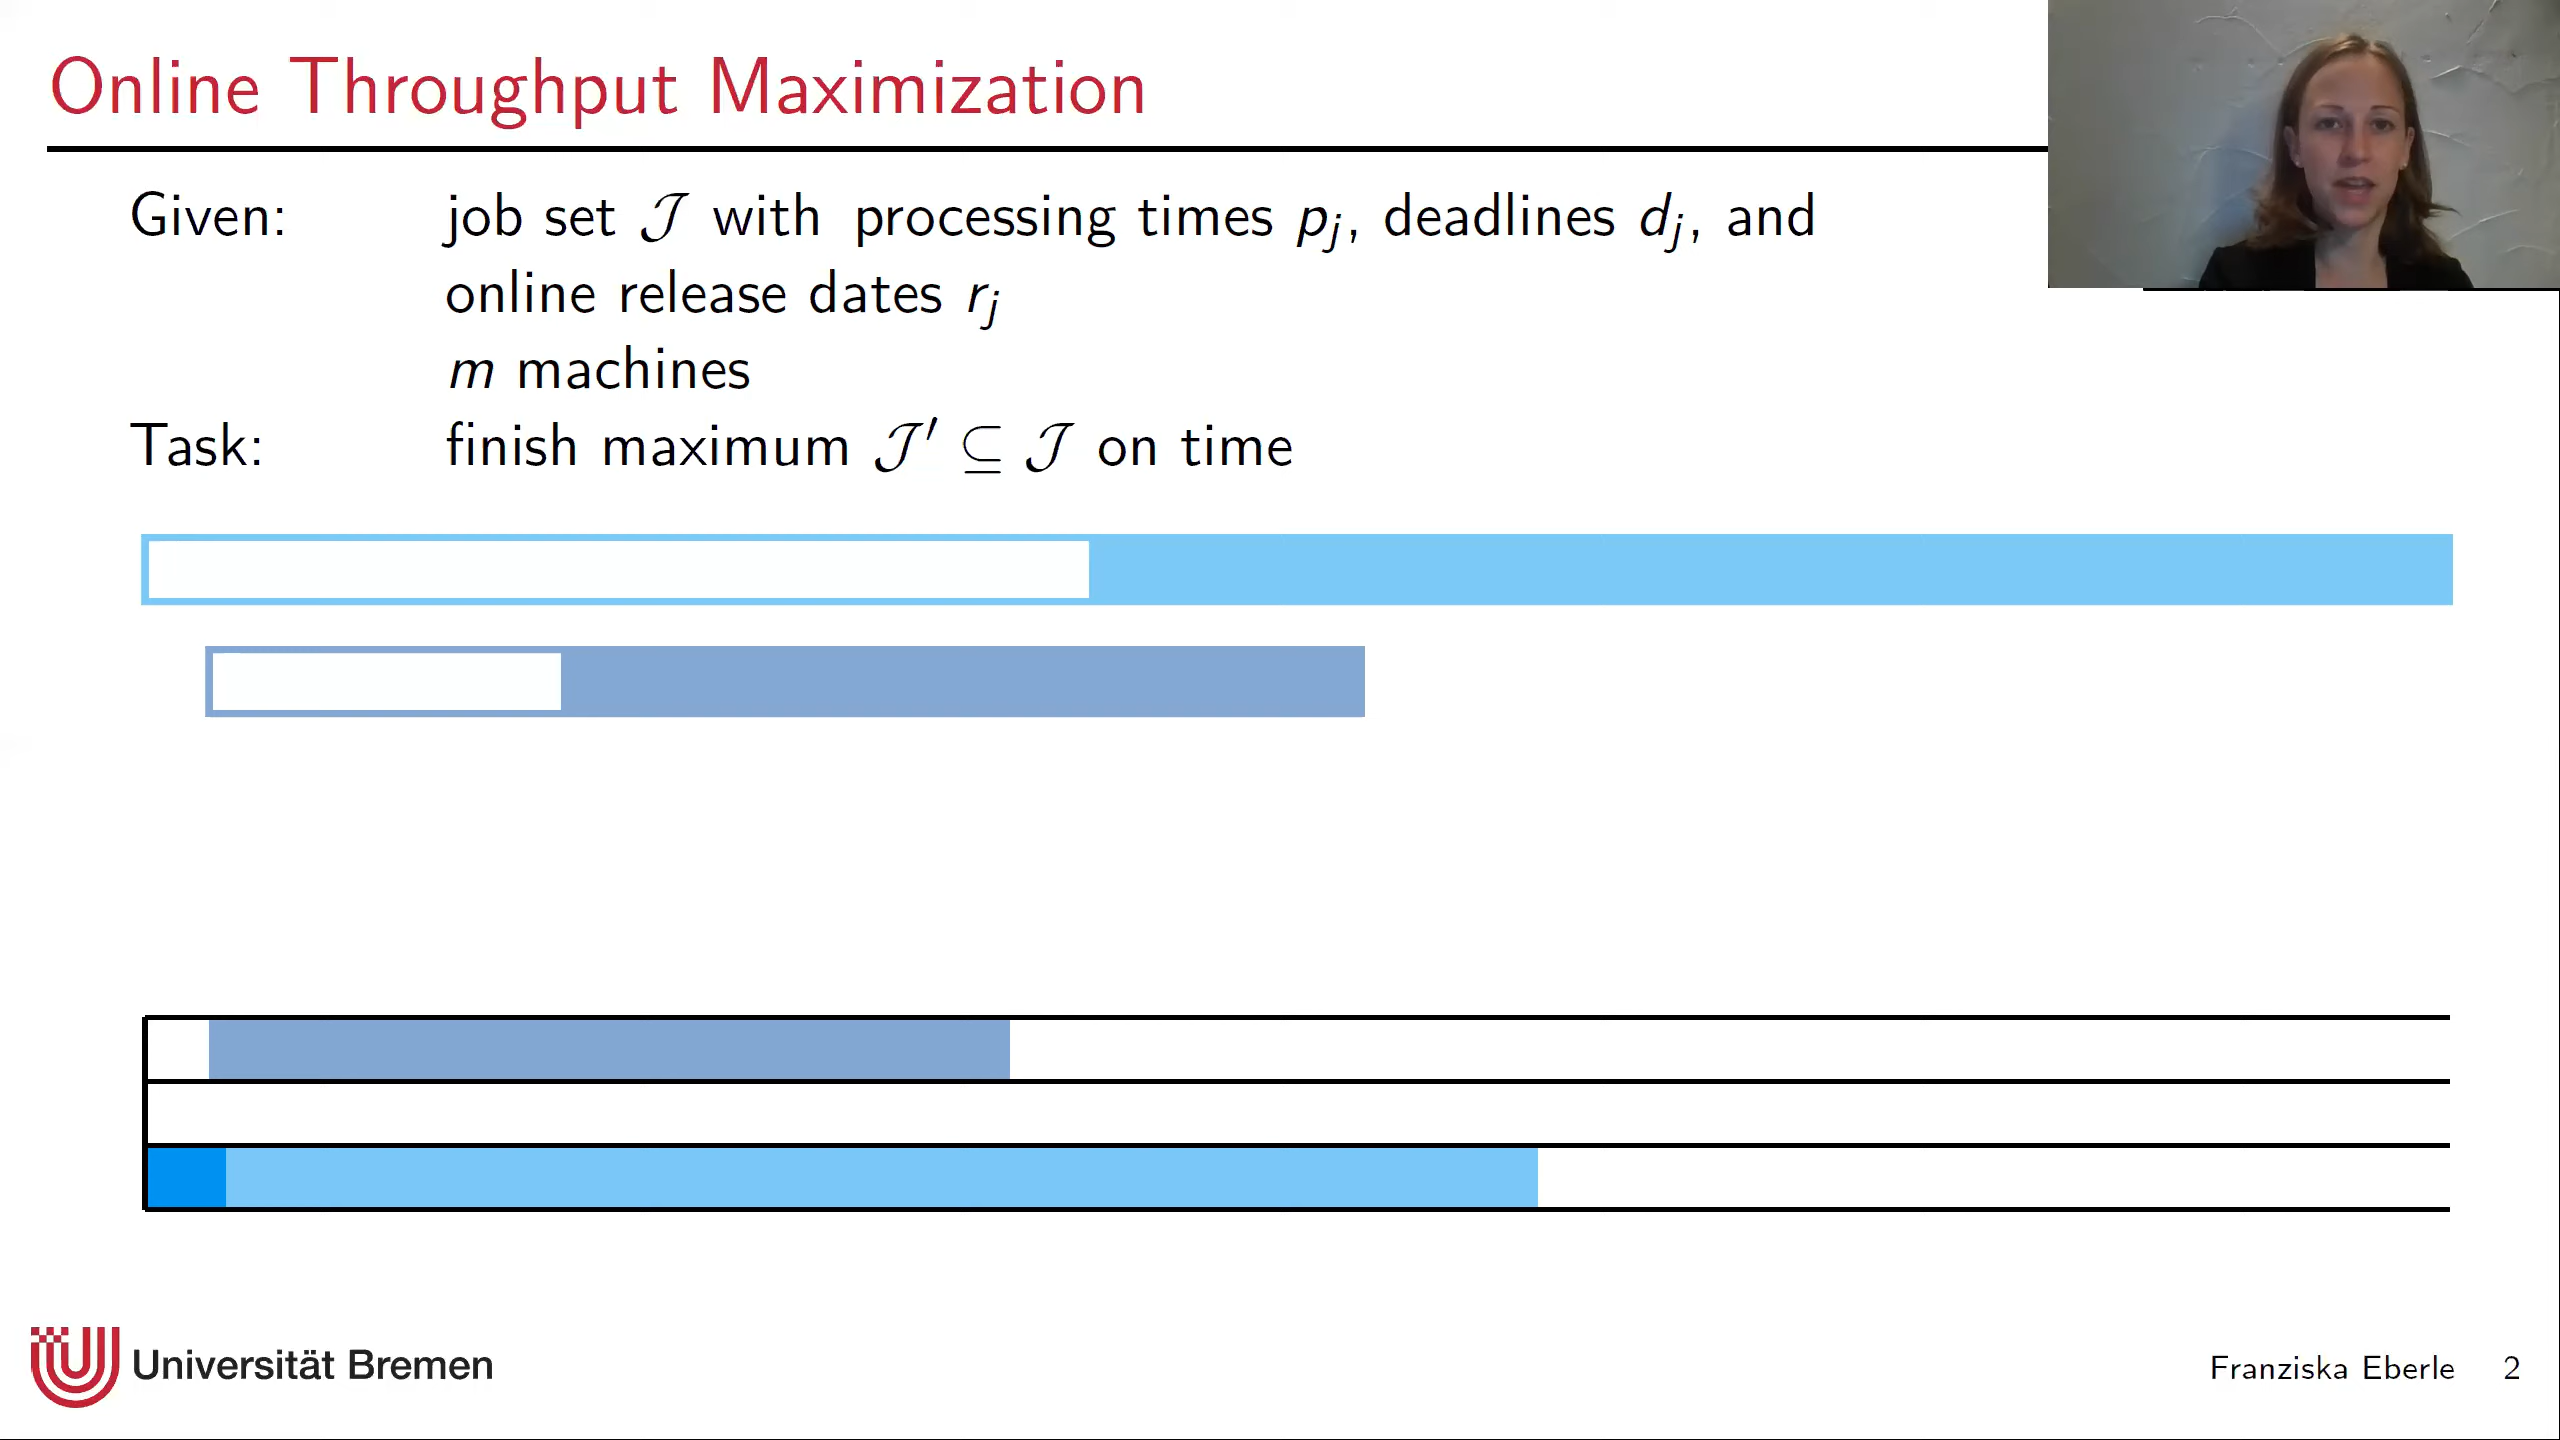 Online Throughput Maximization
Given: job set 𝒥 with processing times pⱼ, deadlines dⱼ, and
online release dates rⱼ
m machines
Task: finish maximum 𝒥′ ⊆ 𝒥 on time
Universität Bremen
Franziska Eberle 2